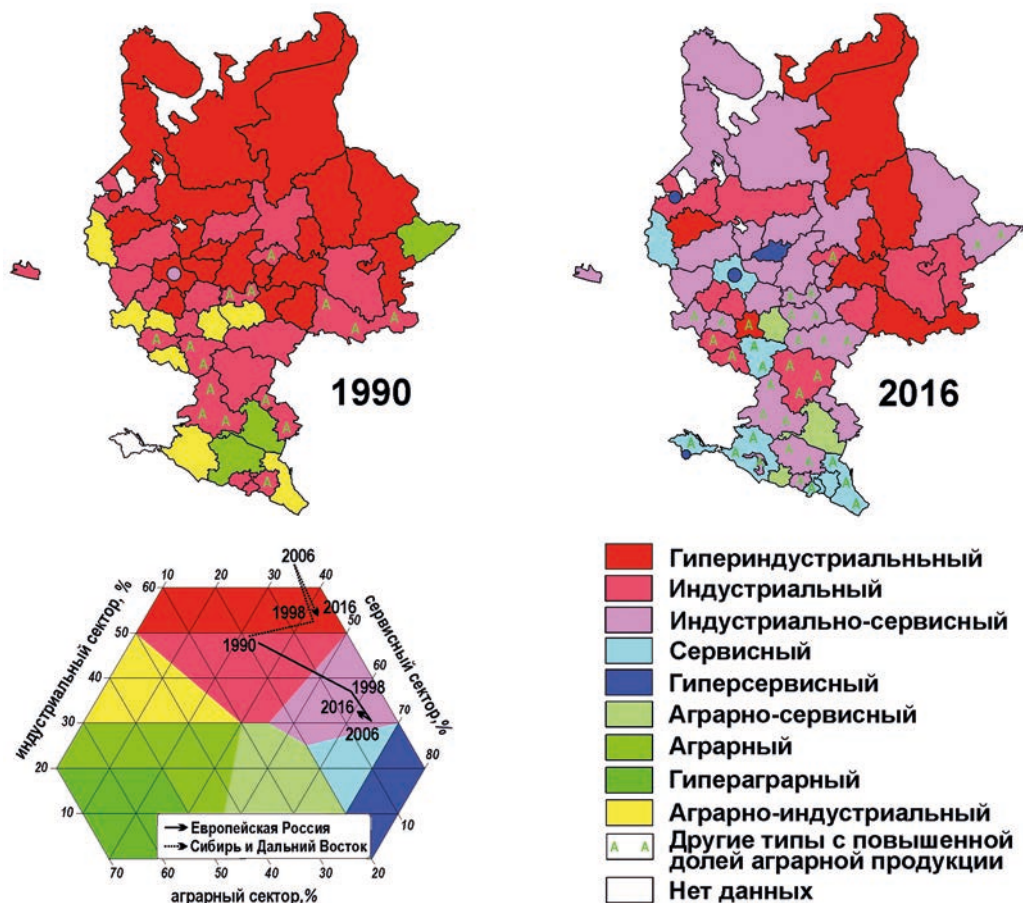 1990
2016
2006
10 20 30 40
60
1998
2016
50
50
1990
40
60
1998
30
2016
70
2006
20
80
10
10
70 60 50 40 30 20
индустриальный сектор, %
сервисный сектор,%
аграрный сектор,%
Европейская Россия
Сибирь и Дальний Восток
Гипериндустриальньный
Индустриальный
Индустриально-сервисный
Сервисный
Гиперсервисный
Аграрно-сервисный
Аграрный
Гипераграрный
Аграрно-индустриальный
А А
Другие типы с повышенной
долей аграрной продукции
Нет данных